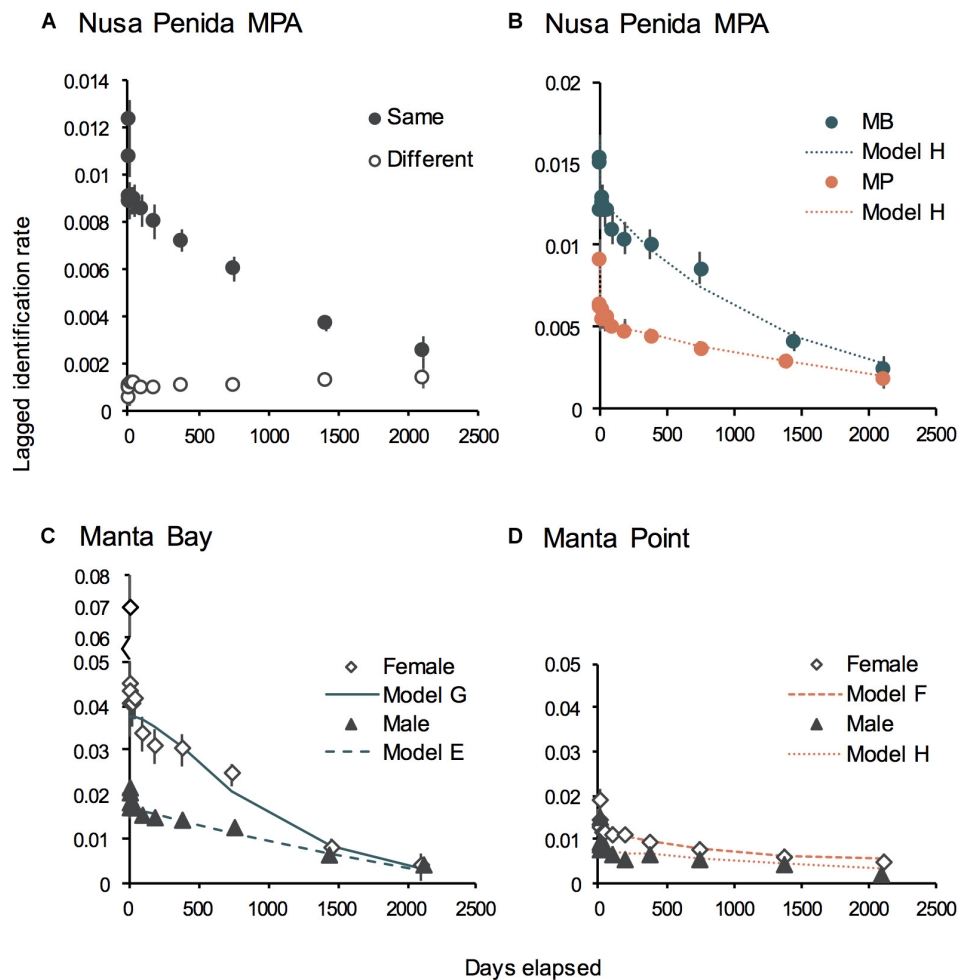 A Nusa Penida MPA
0.014
0.012
0.01
0.008
0.006
0.004
0.002
0
0 500 1000 1500 2000 2500
Same
Different
Lagged identification rate
B Nusa Penida MPA
0.02
0.015
0.01
0.005
0
0 500 1000 1500 2000 2500
MB
Model H
MP
Model H
C Manta Bay
0.08
0.07
0.06
0.05
0.04
0.03
0.02
0.01
0
0 500 1000 1500 2000 2500
Female
Model G
Male
Model E
D Manta Point
0.05
0.04
0.03
0.02
0.01
0
0 500 1000 1500 2000 2500
Female
Model F
Male
Model H
Days elapsed